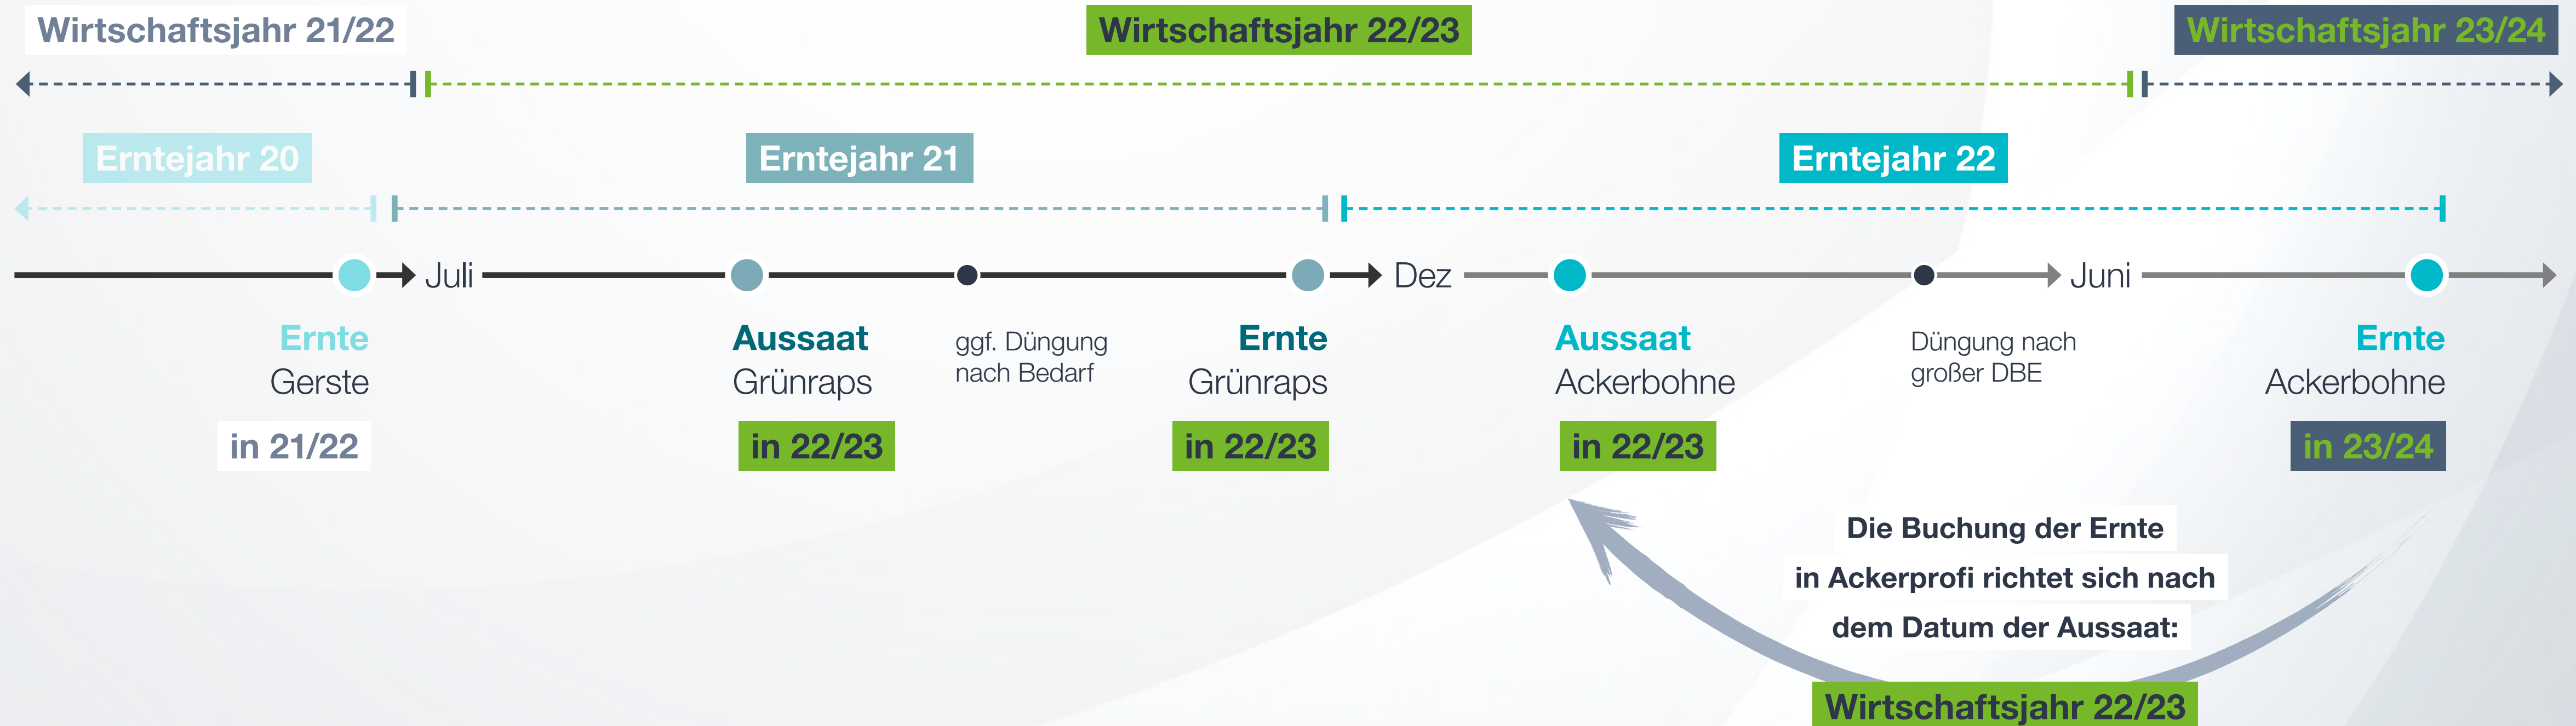 Wirtschaftsjahr 21/22
Wirtschaftsjahr 22/23
Wirtschaftsjahr 23/24
Erntejahr 20
Erntejahr 21
Erntejahr 22
Juli
Dez
Juni
Ernte
Gerste
in 21/22
Aussaat
Grünraps
in 22/23
ggf. Düngung
nach Bedarf
Ernte
Grünraps
in 22/23
Aussaat
Ackerbohne
in 22/23
Düngung nach
großer DBE
Ernte
Ackerbohne
in 23/24
Die Buchung der Ernte
in Ackerprofi richtet sich nach
dem Datum der Aussaat:
Wirtschaftsjahr 22/23